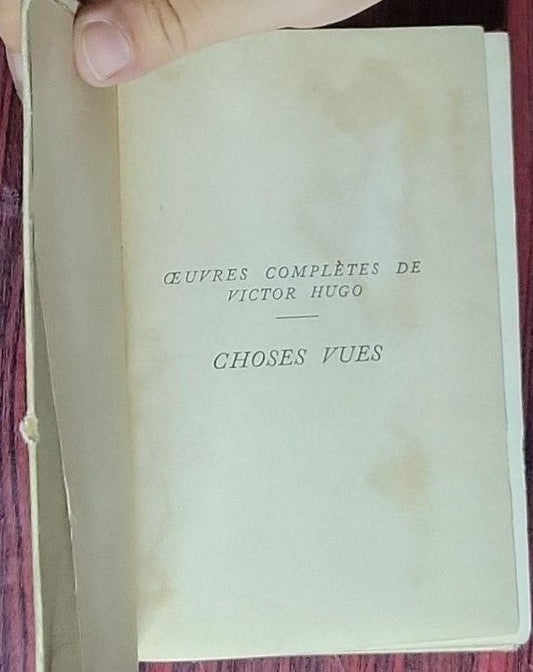 ŒUVRES COMPLÈTES DE
VICTOR HUGO
CHOSES VUES